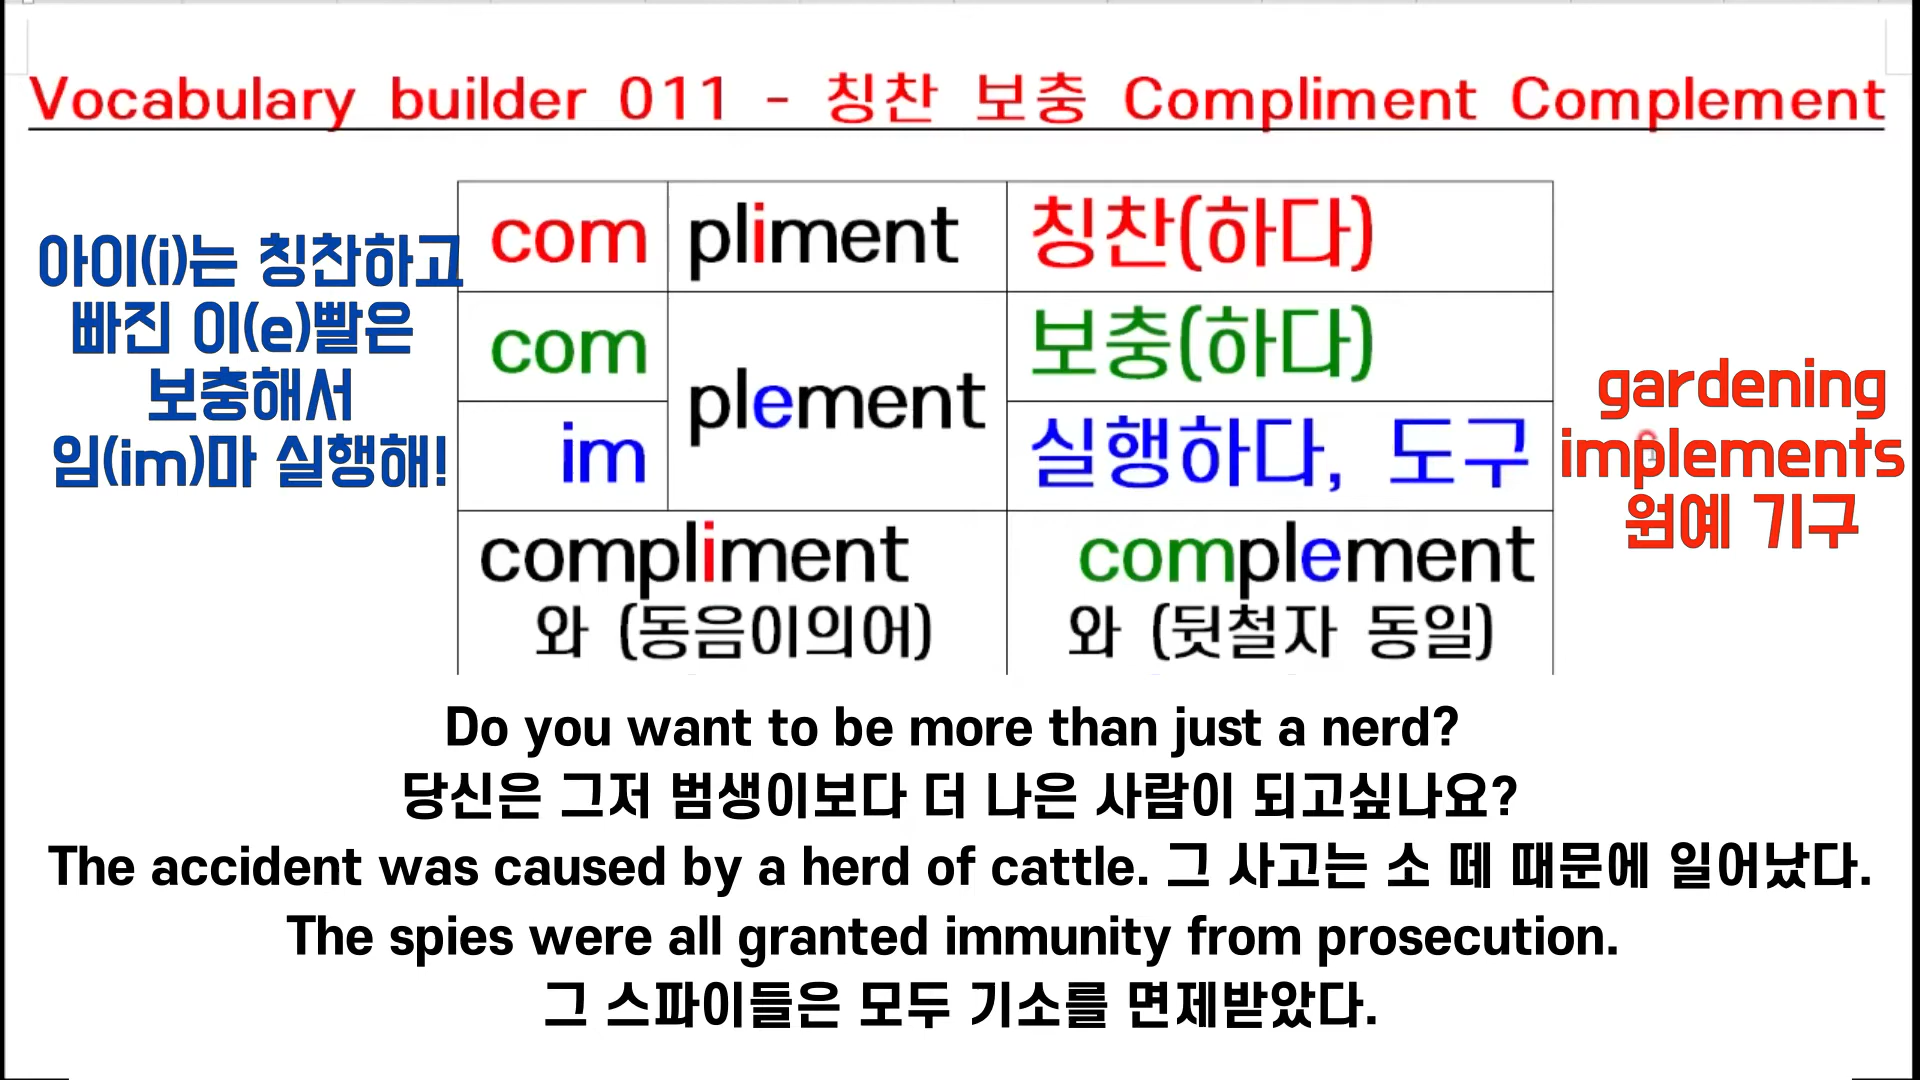 Vocabulary builder 011 - 칭찬 보충 Compliment Complement
아이(i)는 칭찬하고
빠진 이(e)빨은
보충해서
임(im)마 실행해!
com pliment 칭찬(하다)
com plement 보충(하다)
im 실행하다, 도구
compliment complement
와 (동음이의어) 와 (뒷철자 동일)
gardening
implements
원예 기구
Do you want to be more than just a nerd?
당신은 그저 범생이보다 더 나은 사람이 되고싶나요?
The accident was caused by a herd of cattle. 그 사고는 소 떼 때문에 일어났다.
The spies were all granted immunity from prosecution.
그 스파이들은 모두 기소를 면제받았다.